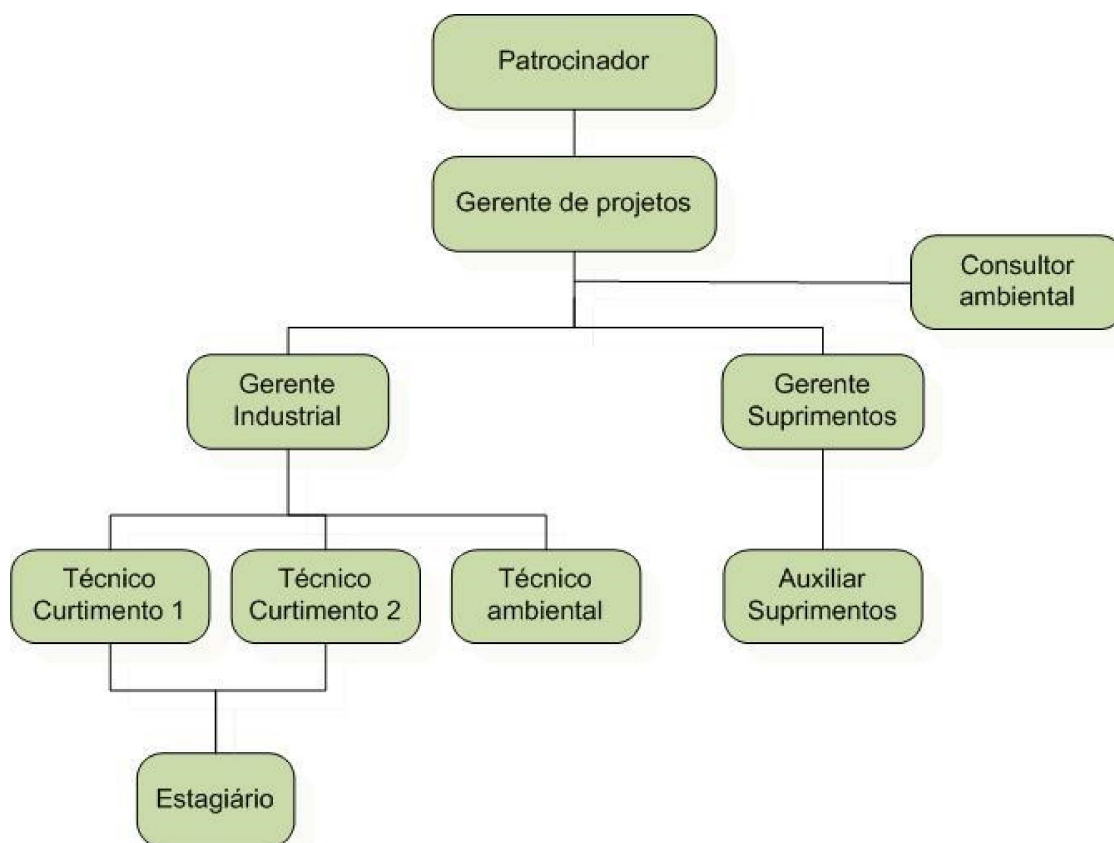 Patrocinador
Gerente de projetos
Consultor
ambiental
Gerente
Industrial
Gerente
Suprimentos
Técnico
Curtimento 1
Técnico
Curtimento 2
Técnico
ambiental
Auxiliar
Suprimentos
Estagiário